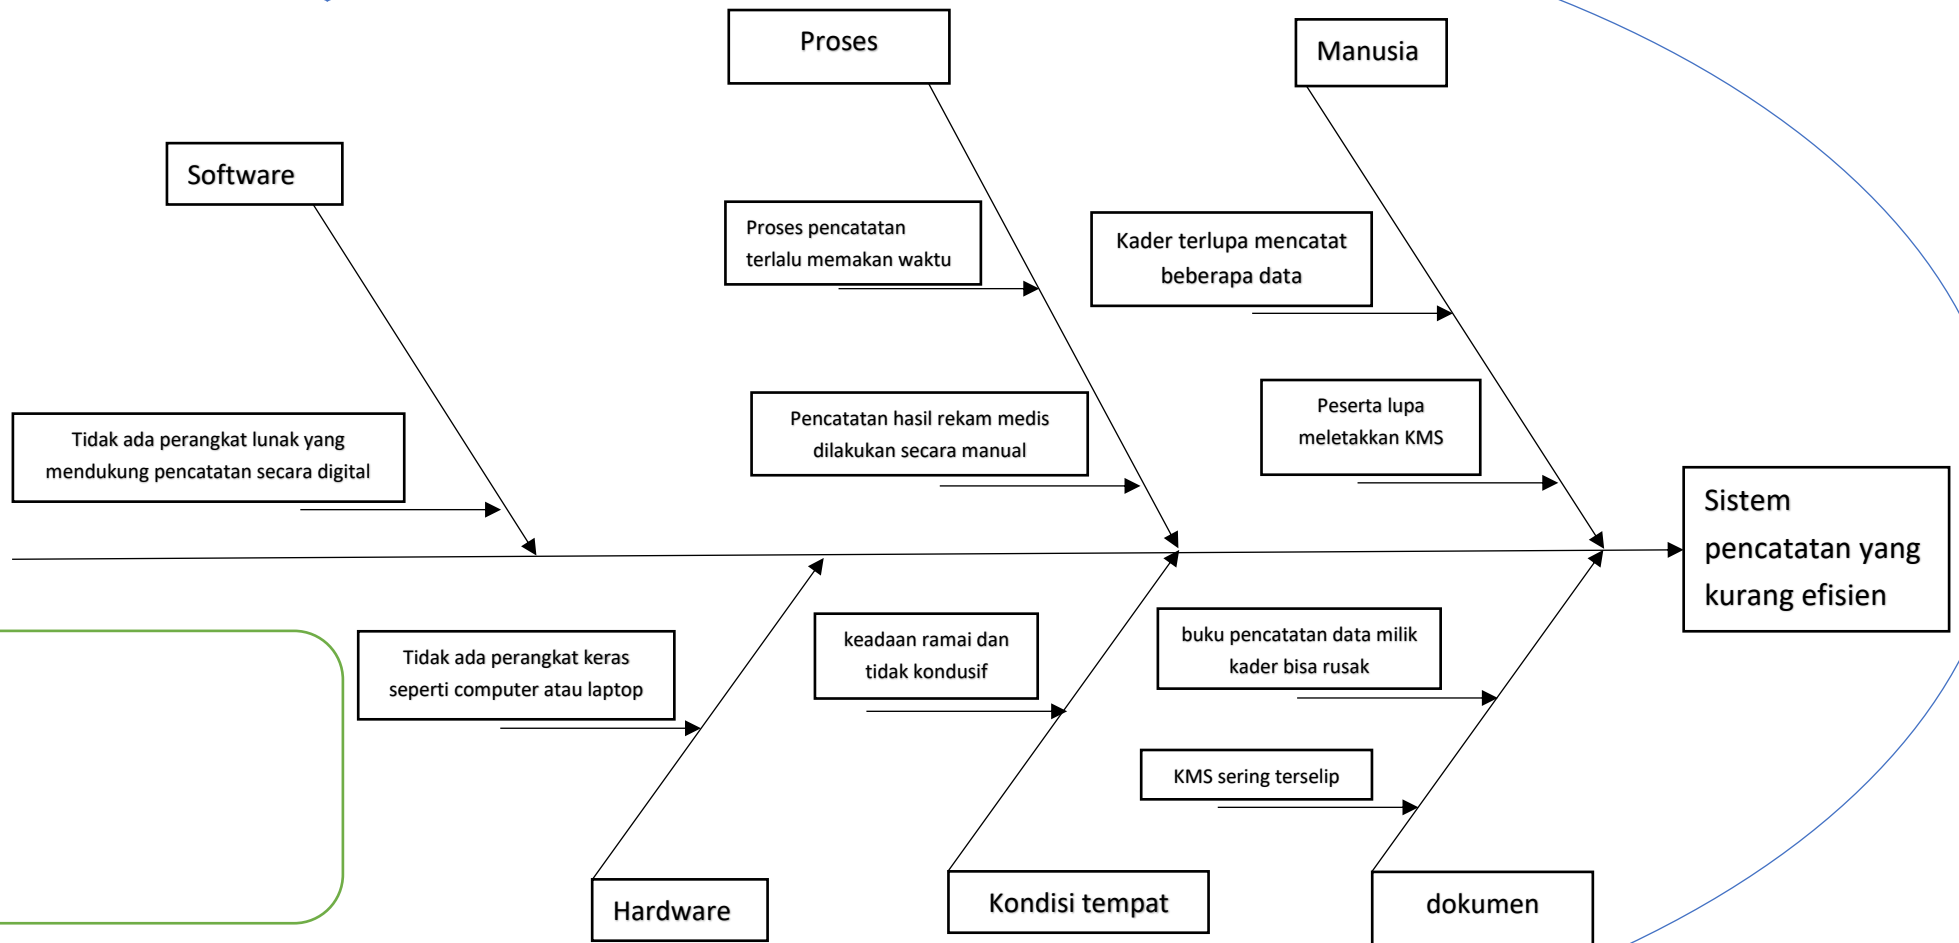 Proses
Manusia
Software
Proses pencatatan
terlalu memakan waktu
Kader terlupa mencatat
beberapa data
Tidak ada perangkat lunak yang
mendukung pencatatan secara digital
Pencatatan hasil rekam medis
dilakukan secara manual
Peserta lupa
meletakkan KMS
Sistem
pencatatan yang
kurang efisien
Tidak ada perangkat keras
seperti computer atau laptop
keadaan ramai dan
tidak kondusif
buku pencatatan data milik
kader bisa rusak
KMS sering terselip
Hardware
Kondisi tempat
dokumen